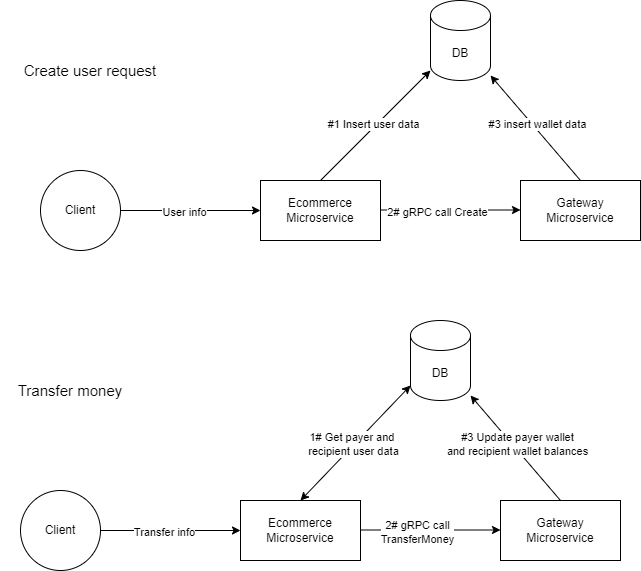 DB
Create user request
#1 Insert user data
#3 insert wallet data
Client
User info
Ecommerce
Microservice
2# gRPC call Create
Gateway
Microservice
DB
Transfer money
1# Get payer and
recipient user data
#3 Update payer wallet
and recipient wallet balances
Client
Transfer info
Ecommerce
Microservice
2# gRPC call
TransferMoney
Gateway
Microservice